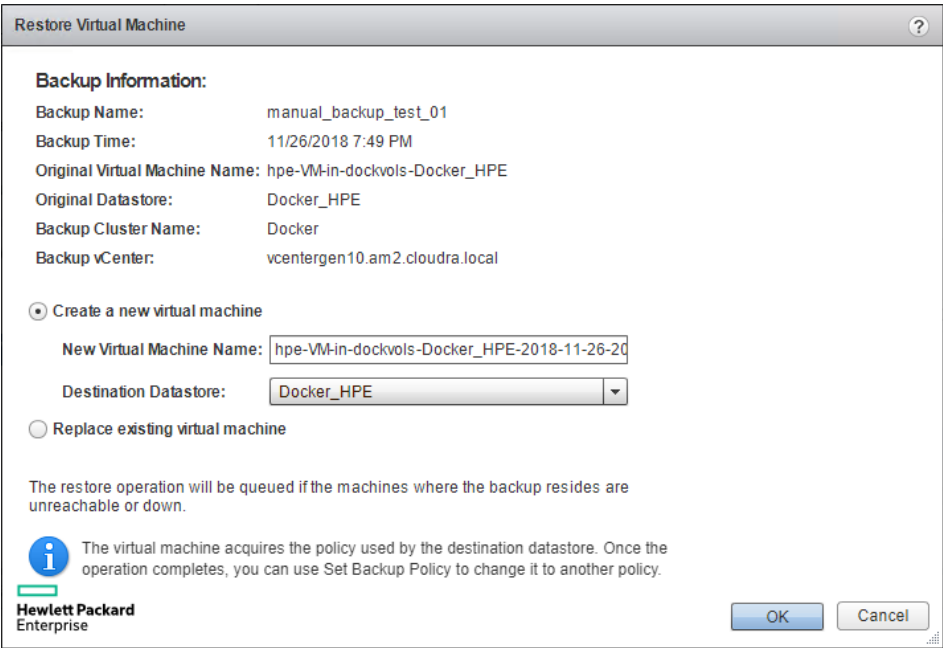 Restore Virtual Machine
?
Backup Information:
Backup Name: manual_backup_test_01
Backup Time: 11/26/2018 7:49 PM
Original Virtual Machine Name: hpe-VM-in-dockvols-Docker_HPE
Original Datastore: Docker_HPE
Backup Cluster Name: Docker
Backup vCenter: vcentergen10.am2.cloudra.local
Create a new virtual machine
New Virtual Machine Name: hpe-VM-in-dockvols-Docker_HPE-2018-11-26-20
Destination Datastore: Docker_HPE
Replace existing virtual machine
The restore operation will be queued if the machines where the backup resides are
unreachable or down.
The virtual machine acquires the policy used by the destination datastore. Once the
operation completes, you can use Set Backup Policy to change it to another policy.
Hewlett Packard
Enterprise
OK Cancel